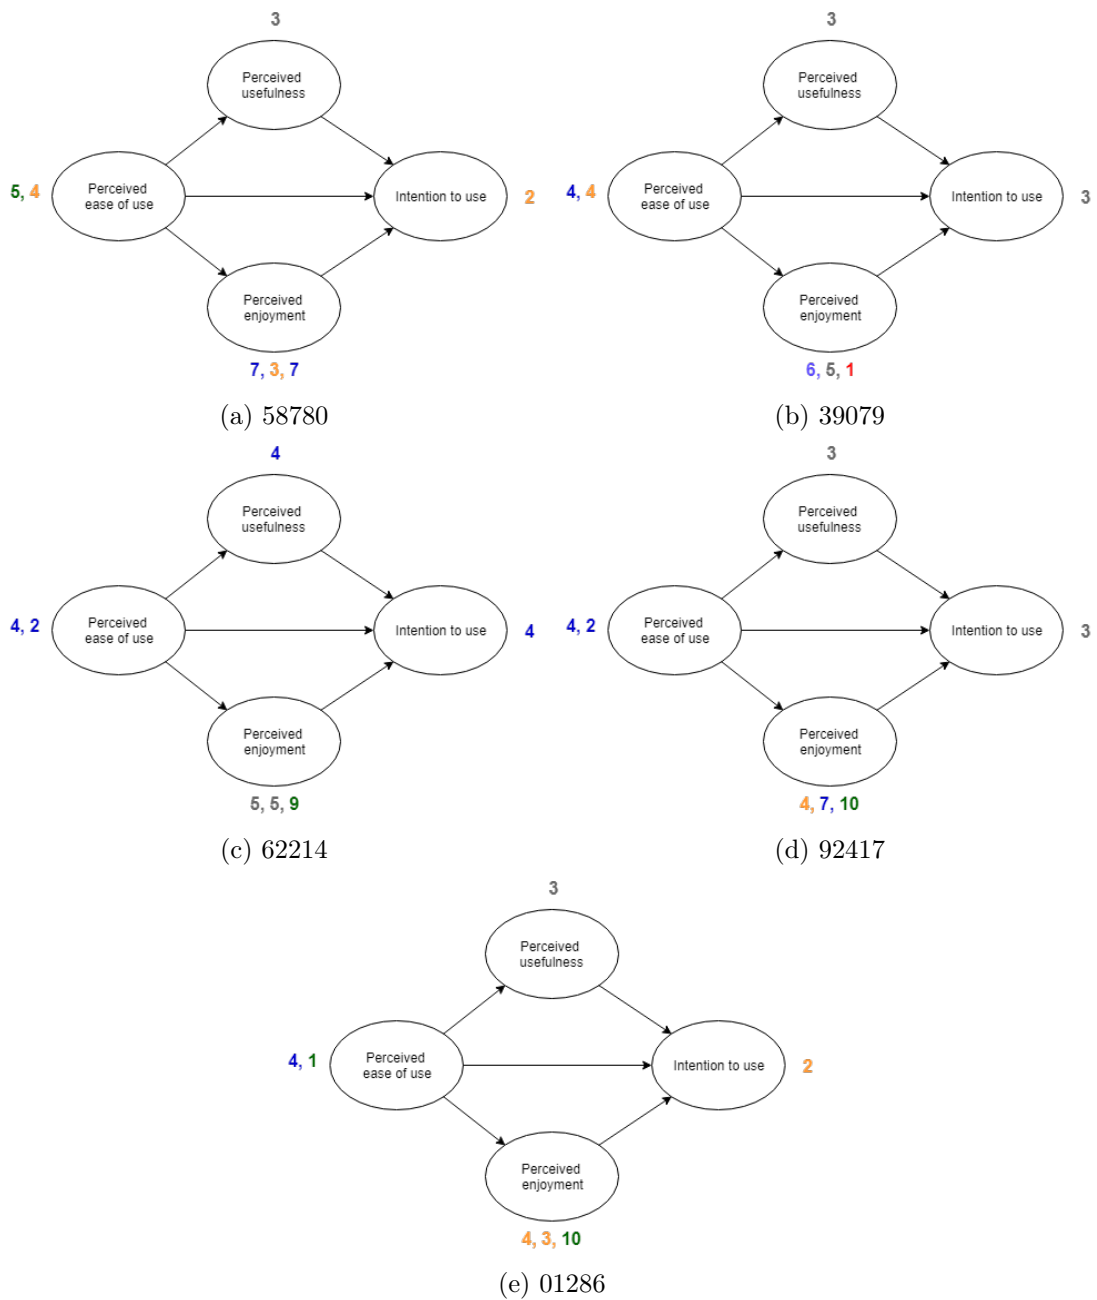 3
Perceived
usefulness
5, 4
Perceived
ease of use
Intention to use
2
Perceived
enjoyment
7, 3, 7
(a) 58780
3
Perceived
usefulness
4, 4
Perceived
ease of use
Intention to use
3
Perceived
enjoyment
6, 5, 1
(b) 39079
4
Perceived
usefulness
4, 2
Perceived
ease of use
Intention to use
4
Perceived
enjoyment
5, 5, 9
(c) 62214
3
Perceived
usefulness
4, 2
Perceived
ease of use
Intention to use
3
Perceived
enjoyment
4, 7, 10
(d) 92417
3
Perceived
usefulness
4, 1
Perceived
ease of use
Intention to use
2
Perceived
enjoyment
4, 3, 10
(e) 01286